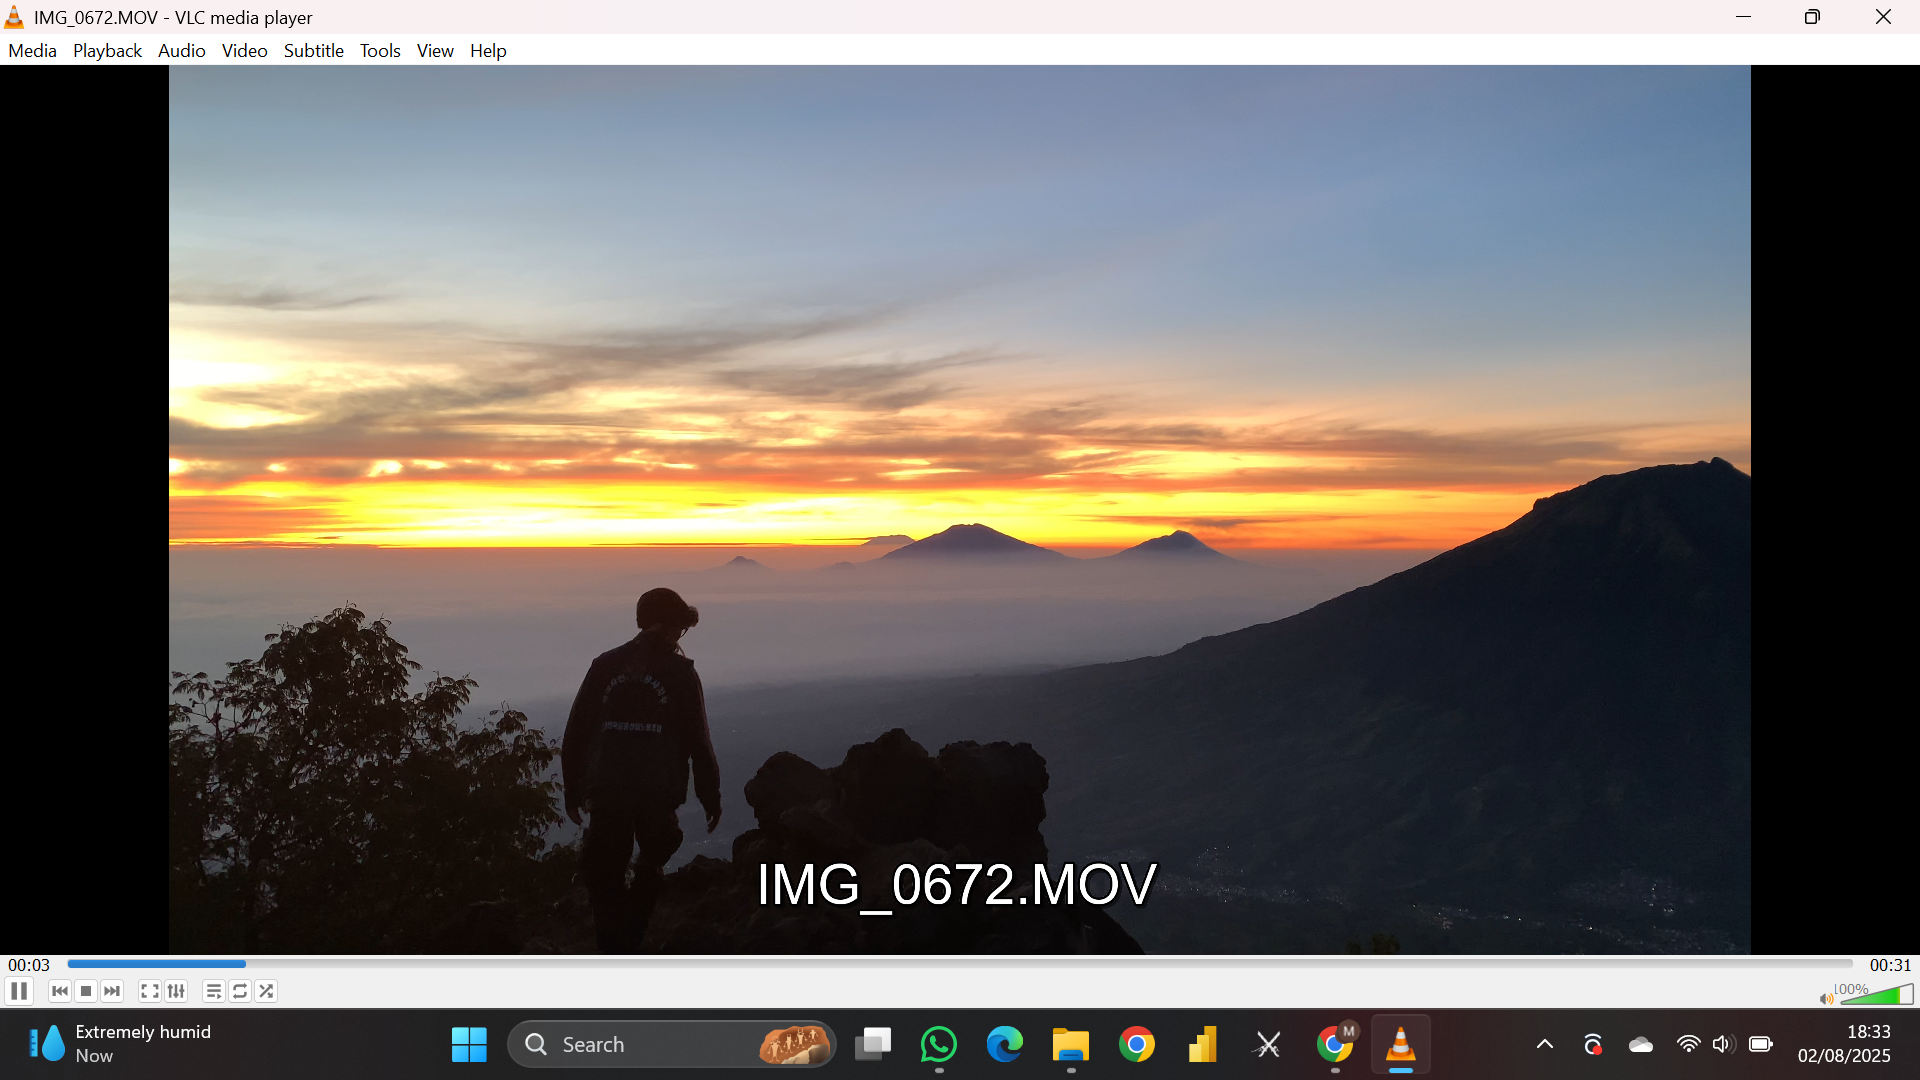 IMG_0672.MOV - VLC media player
Media Playback Audio Video Subtitle Tools View Help
IMG_0672.MOV
00:03
00:31
100%
Extremely humid
Now
Search
M
18:33
02/08/2025